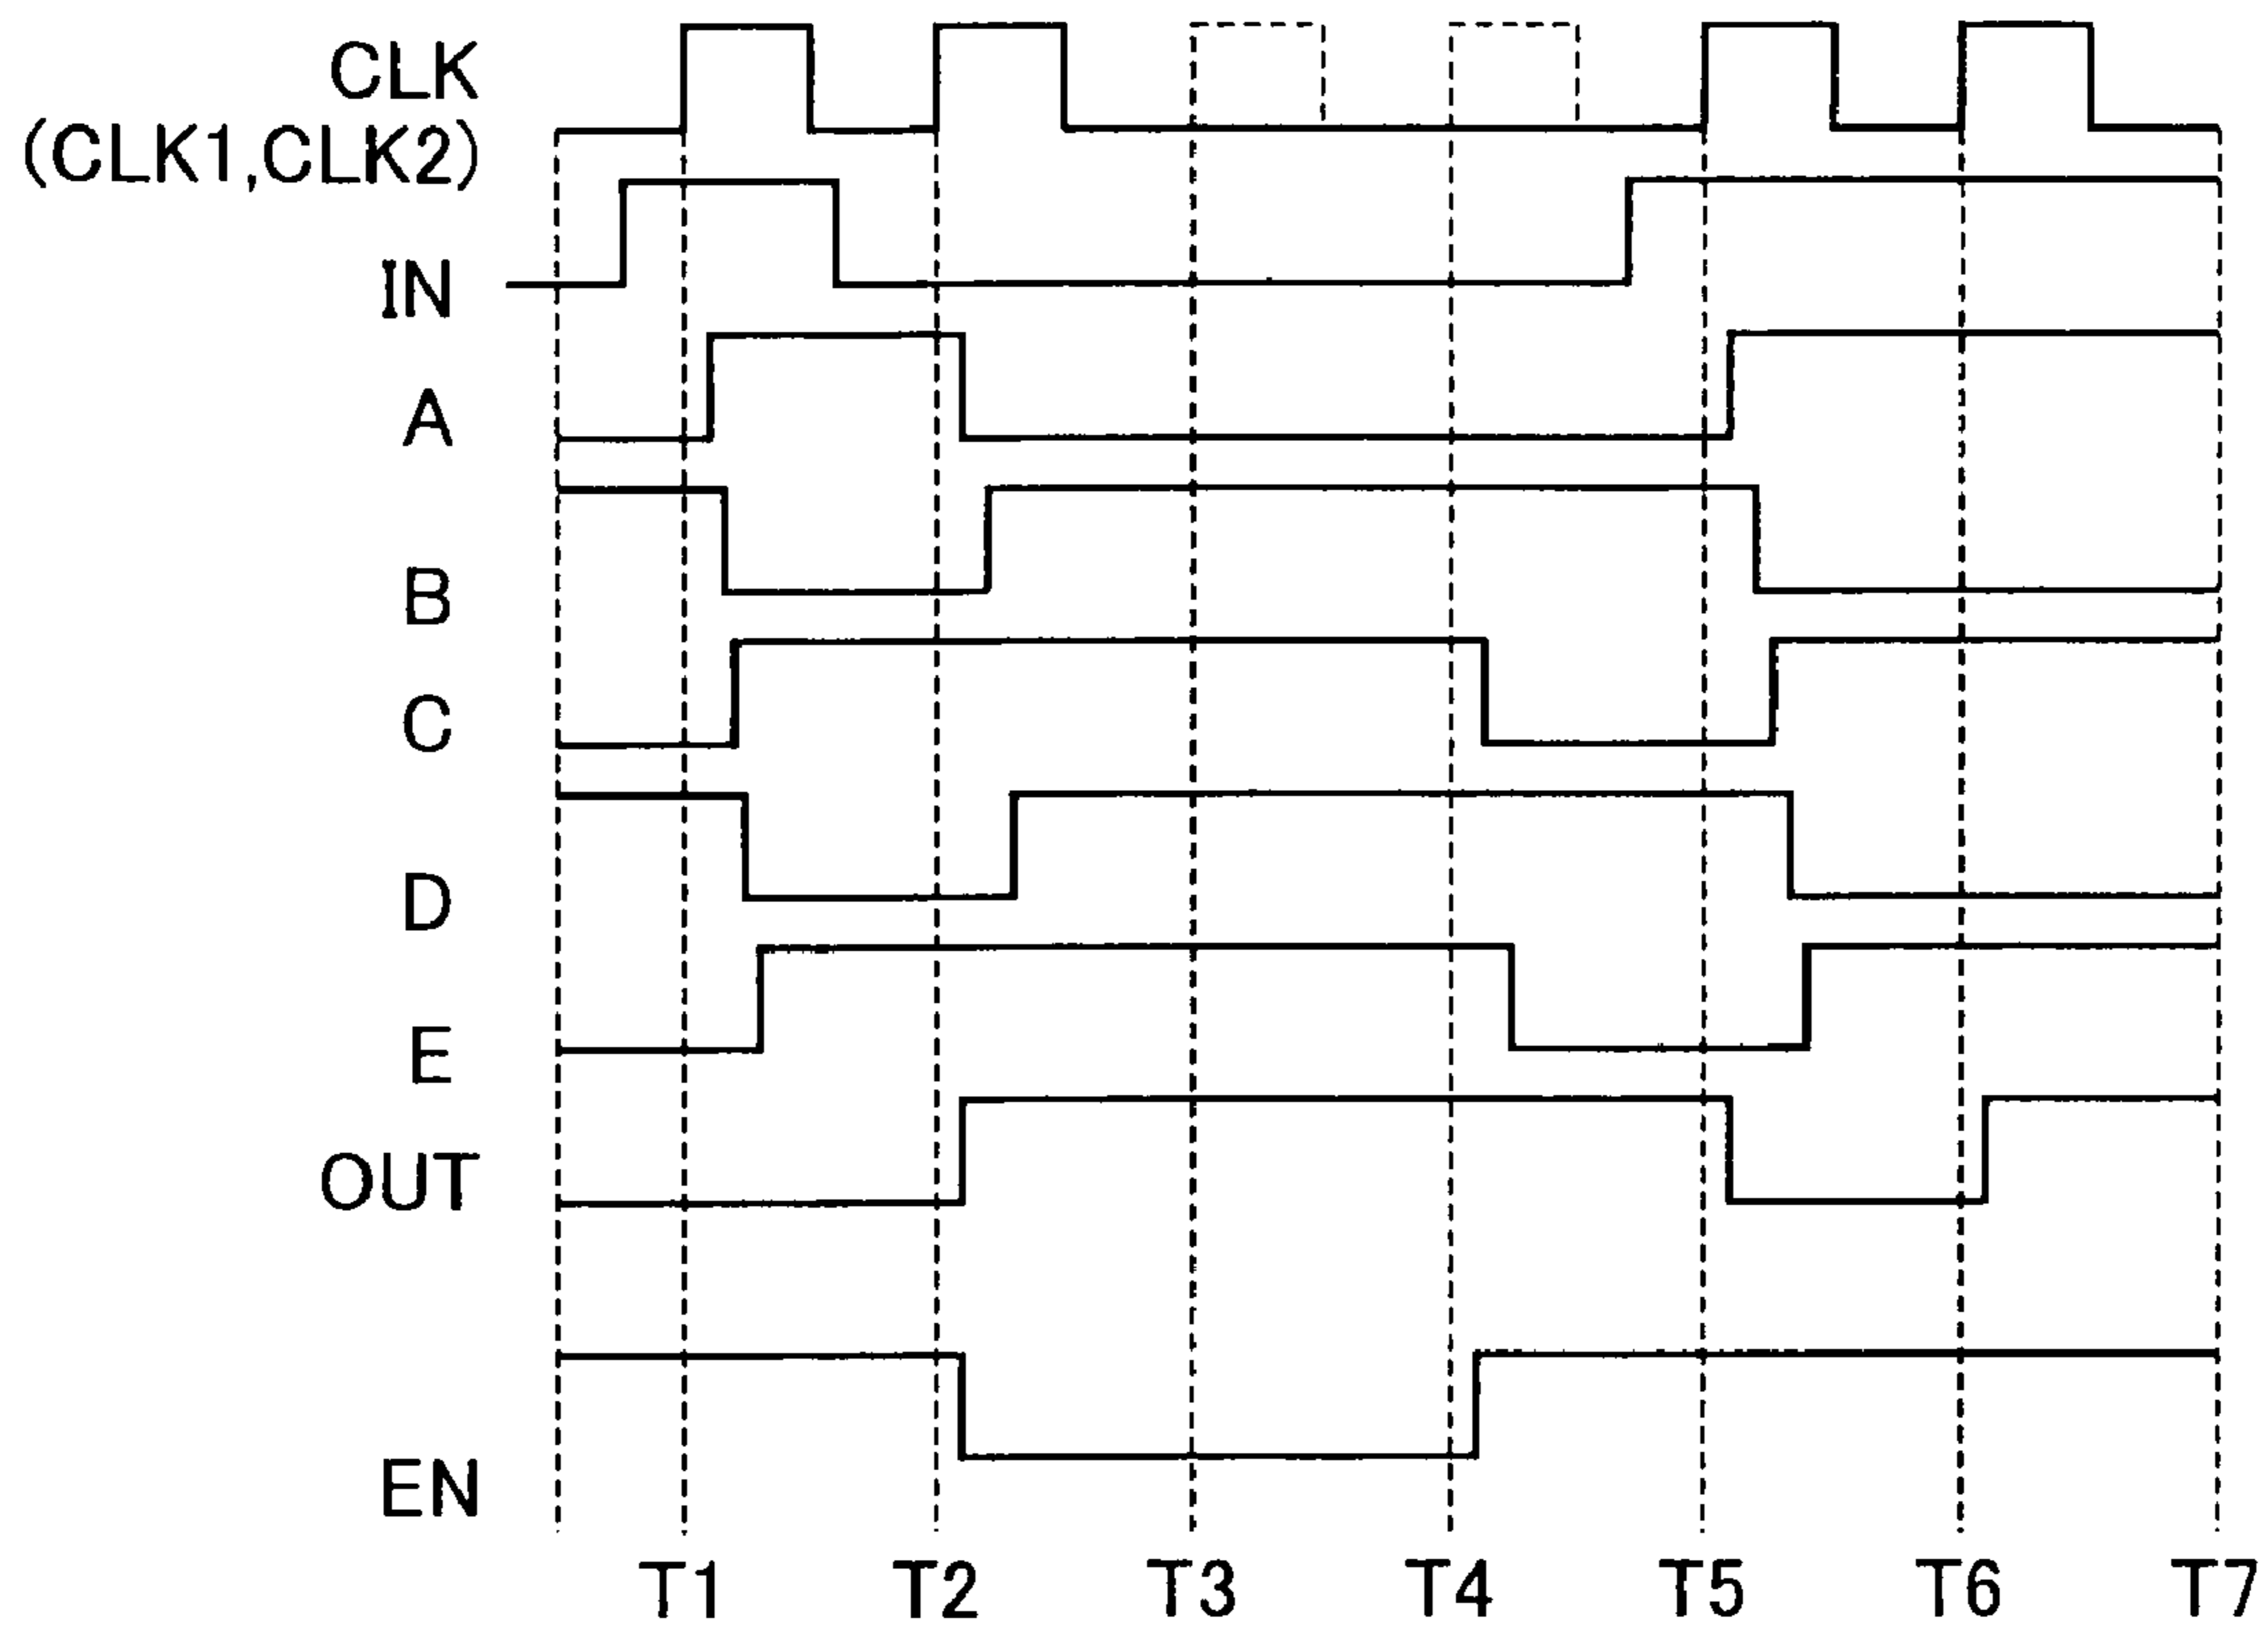 CLK
(CLK1,CLK2)
IN
A
B
C
D
E
OUT
EN
T1 T2 T3 T4 T5 T6 T7